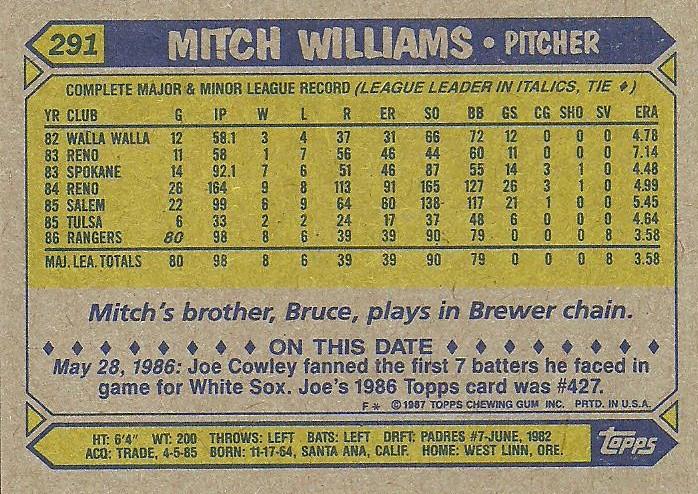 291 MITCH WILLIAMS • PITCHER
COMPLETE MAJOR & MINOR LEAGUE RECORD (LEAGUE LEADER IN ITALICS, TIE ♦)
YR CLUB G IP W L R ER SO BB GS CG SHO SV ERA
82 WALLA WALLA 12 58.1 3 4 37 31 66 72 12 0 0 0 4.78
83 RENO 11 58 1 7 56 46 44 60 11 0 0 0 7.14
83 SPOKANE 14 92.1 7 6 51 46 87 55 14 3 1 0 4.48
84 RENO 26 164 9 8 113 91 165 127 26 3 1 0 4.99
85 SALEM 22 99 6 9 64 60 138 117 21 1 0 0 5.45
85 TULSA 6 33 2 2 24 17 37 48 6 0 0 0 4.64
86 RANGERS 80 98 8 6 39 39 90 79 0 0 0 8 3.58
MAJ. LEA. TOTALS 80 98 8 6 39 39 90 79 0 0 0 8 3.58
Mitch's brother, Bruce, plays in Brewer chain.
♦ ♦ ♦ ♦ ♦ ♦ ♦ ♦ ON THIS DATE ♦ ♦ ♦ ♦ ♦ ♦ ♦ ♦
May 28, 1986: Joe Cowley fanned the first 7 batters he faced in
game for White Sox. Joe's 1986 Topps card was #427.
F* ©1987 TOPPS CHEWING GUM INC. PRTD. IN U.S.A.
HT: 6'4" WT: 200 THROWS: LEFT BATS: LEFT DRFT: PADRES #7-JUNE, 1982
ACQ: TRADE, 4-5-85 BORN: 11-17-64, SANTA ANA, CALIF. HOME: WEST LINN, ORE.
topps